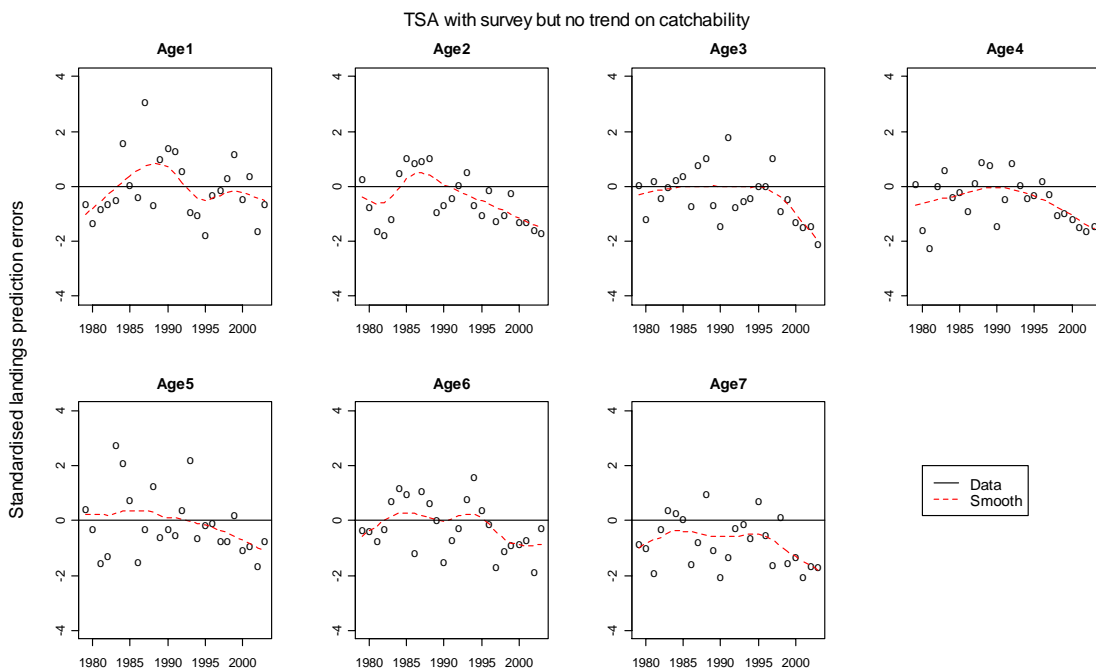 TSA with survey but no trend on catchability
Standardised landings prediction errors
Age1 Age2 Age3 Age4
4 4 4 4
2 2 2 2
0 0 0 0
-2 -2 -2 -2
-4 -4 -4 -4
1980 1985 1990 1995 2000 1980 1985 1990 1995 2000 1980 1985 1990 1995 2000 1980 1985 1990 1995 2000
Age5 Age6 Age7
4 4 4
2 2 2
0 0 0
-2 -2 -2
-4 -4 -4
1980 1985 1990 1995 2000 1980 1985 1990 1995 2000 1980 1985 1990 1995 2000
Data
Smooth